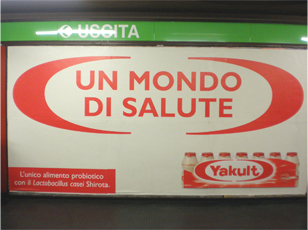 USCITA
UN MONDO
DI SALUTE
L'unico alimento probiotico
con il Lactobacillus casei Shirota.
Yakult